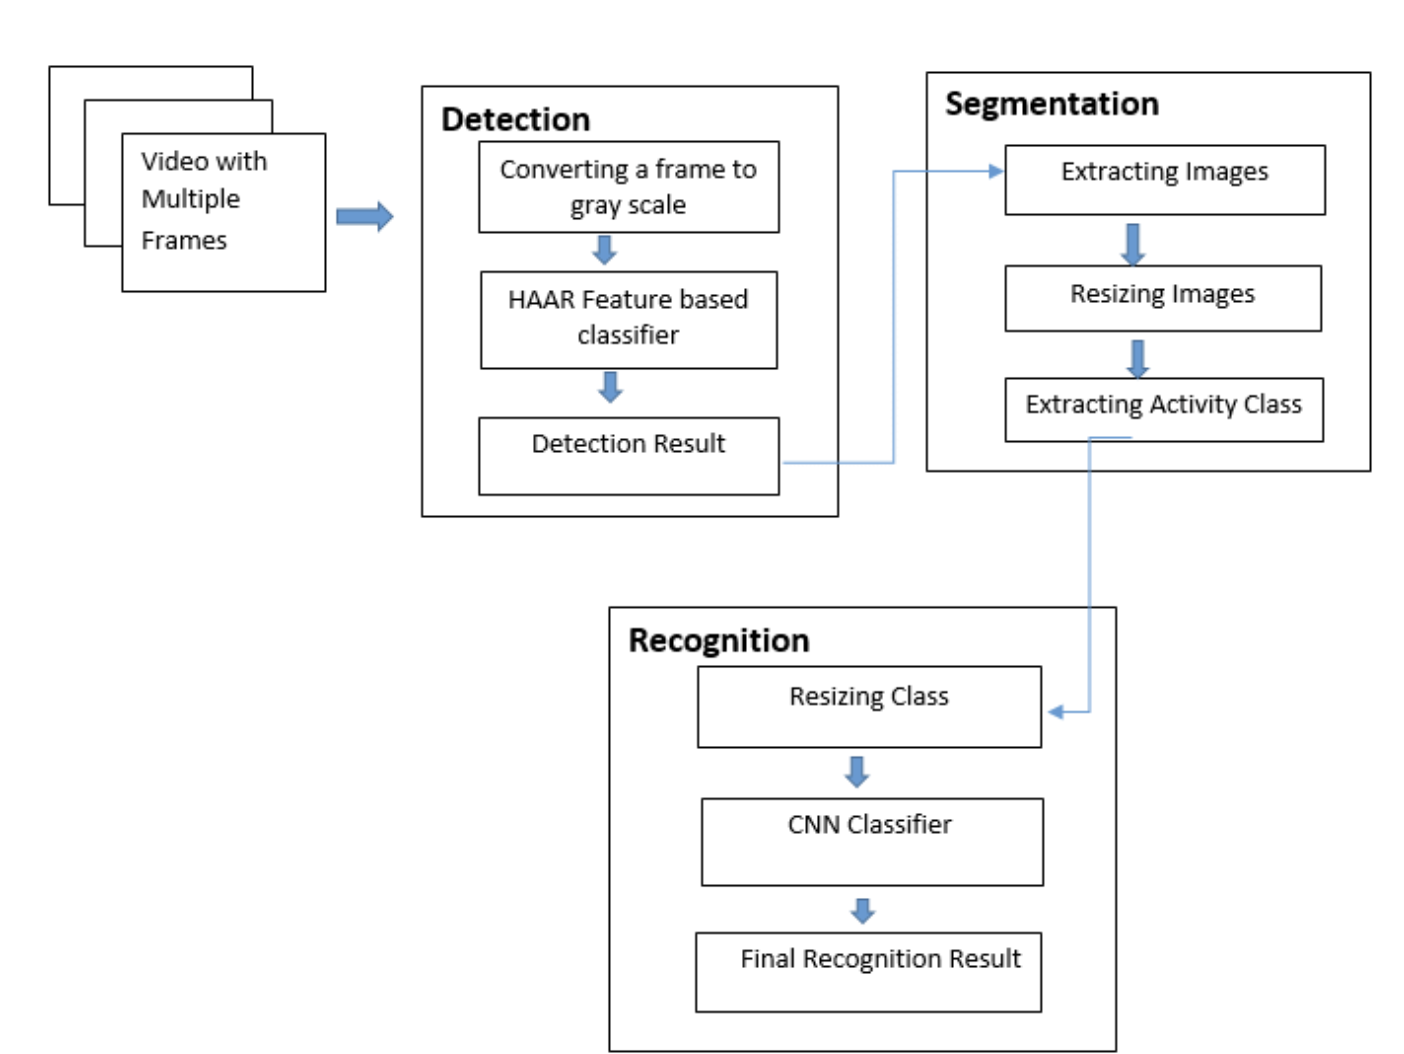 Video with
Multiple
Frames
Detection
Converting a frame to
gray scale
HAAR Feature based
classifier
Detection Result
Segmentation
Extracting Images
Resizing Images
Extracting Activity Class
Recognition
Resizing Class
CNN Classifier
Final Recognition Result